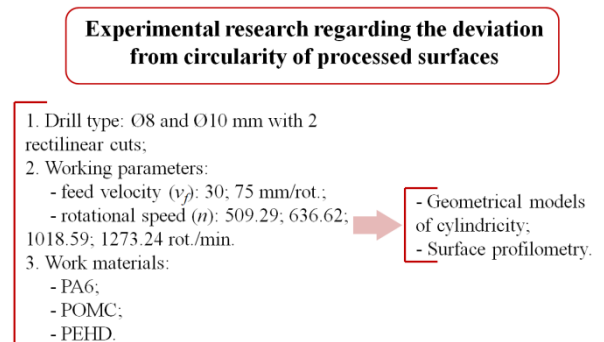 Experimental research regarding the deviation
from circularity of processed surfaces
1. Drill type: Ø8 and Ø10 mm with 2
rectilinear cuts;
2. Working parameters:
- feed velocity (vf): 30; 75 mm/rot.;
- rotational speed (n): 509.29; 636.62;
1018.59; 1273.24 rot./min.
3. Work materials:
- PA6;
- POMC;
- PEHD.
- Geometrical models
of cylindricity;
- Surface profilometry.